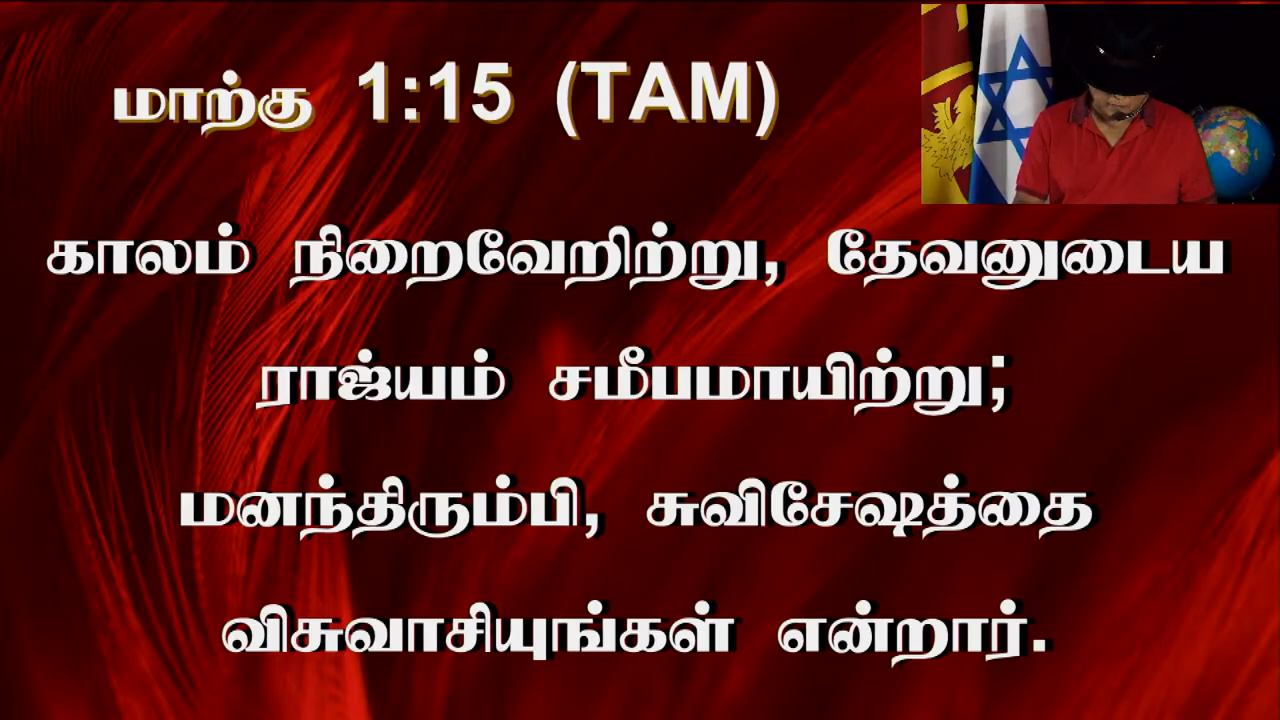 மாற்கு 1:15 (TAM)
காலம் நிறைவேறிற்று, தேவனுடைய
ராஜ்யம் சமீபமாயிற்று;
மனந்திரும்பி, சுவிசேஷத்தை
விசுவாசியுங்கள் என்றார்.